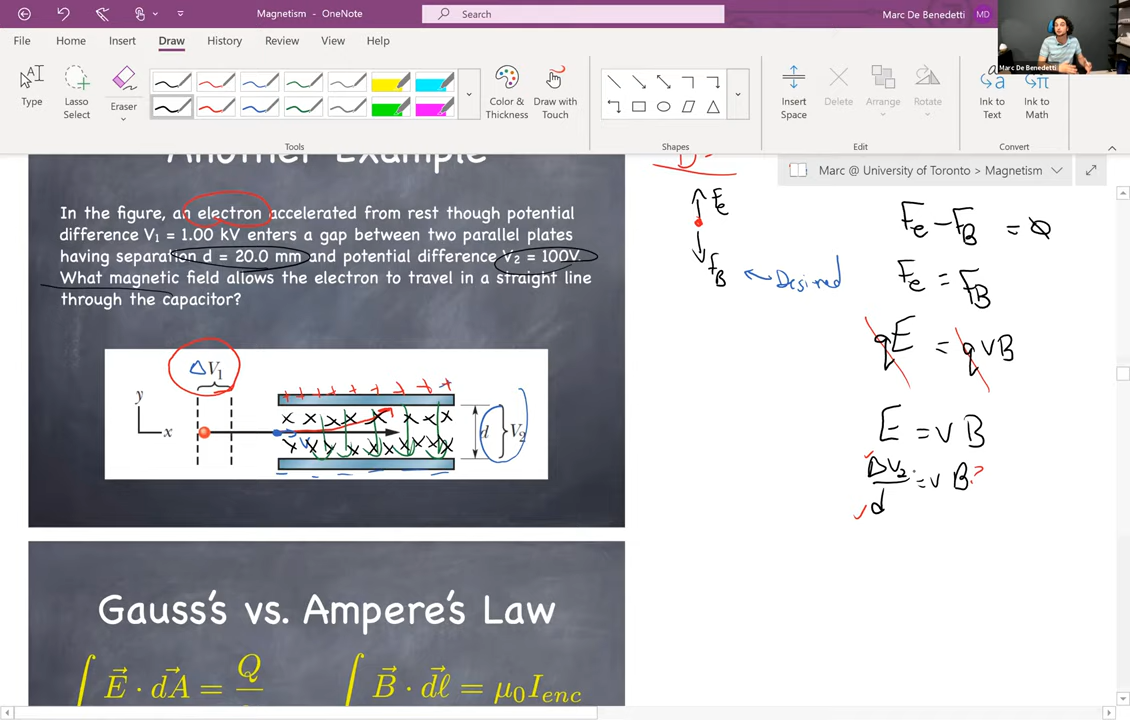 Magnetism - OneNote
Search
Marc De Benedetti MD
Marc De Benedetti
File Home Insert Draw History Review View Help
Type
Lasso Select
Eraser
Color & Thickness
Draw with Touch
Insert Space
Delete
Arrange
Rotate
Ink to Text
Ink to Math
Tools
Shapes
Edit
Convert
Marc @ University of Toronto > Magnetism
Another Example
In the figure, an electron accelerated from rest though potential
difference V₁ = 1.00 kV enters a gap between two parallel plates
having separation d = 20.0 mm and potential difference V₂ = 100V.
What magnetic field allows the electron to travel in a straight line
through the capacitor?
ΔV₁
y
x
+ + + + + + + + +
x x x x x x x x
v
d
V₂
Fe
FB ← Desired
Fe - FB = 0
Fe = FB
qE = qvB
E = vB
ΔV₂/d = vB?
Gauss's vs. Ampere's Law
∫ E⃗ · dA⃗ = Q
∫ B⃗ · dℓ⃗ = μ₀I_enc